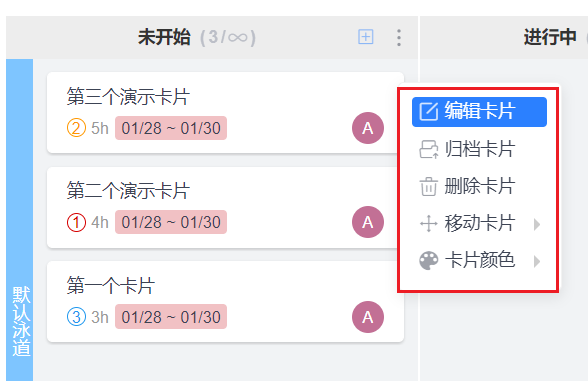 未开始 (3/∞)
进行中
第三个演示卡片
② 5h 01/28 ~ 01/30
A
第二个演示卡片
① 4h 01/28 ~ 01/30
A
第一个卡片
③ 3h 01/28 ~ 01/30
A
默认泳道
编辑卡片
归档卡片
删除卡片
移动卡片
卡片颜色